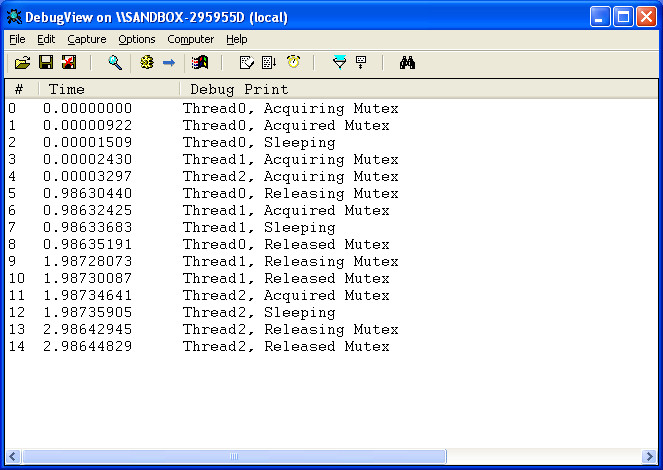 DebugView on \\SANDBOX-295955D (local)
File Edit Capture Options Computer Help
# Time Debug Print
0 0.00000000 Thread0, Acquiring Mutex
1 0.00000922 Thread0, Acquired Mutex
2 0.00001509 Thread0, Sleeping
3 0.00002430 Thread1, Acquiring Mutex
4 0.00003297 Thread2, Acquiring Mutex
5 0.98630440 Thread0, Releasing Mutex
6 0.98632425 Thread1, Acquired Mutex
7 0.98633683 Thread1, Sleeping
8 0.98635191 Thread0, Released Mutex
9 1.98728073 Thread1, Releasing Mutex
10 1.98730087 Thread1, Released Mutex
11 1.98734641 Thread2, Acquired Mutex
12 1.98735905 Thread2, Sleeping
13 2.98642945 Thread2, Releasing Mutex
14 2.98644829 Thread2, Released Mutex